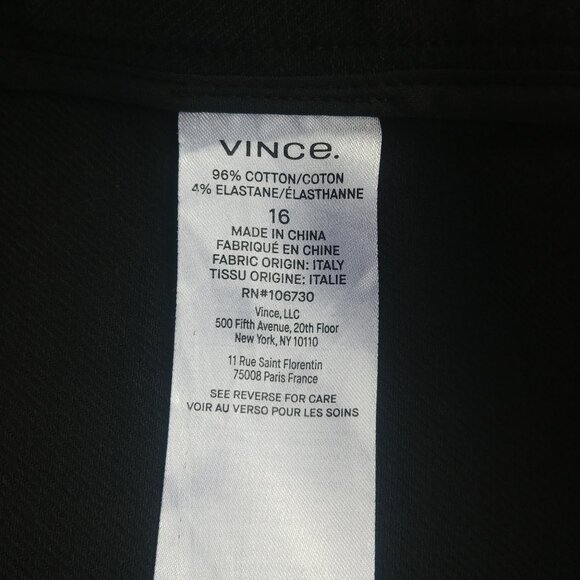 VINCe.
96% COTTON/COTON
4% ELASTANE/ÉLASTHANNE
16
MADE IN CHINA
FABRIQUÉ EN CHINE
FABRIC ORIGIN: ITALY
TISSU ORIGINE: ITALIE
RN#106730
Vince, LLC
500 Fifth Avenue, 20th Floor
New York, NY 10110
11 Rue Saint Florentin
75008 Paris France
SEE REVERSE FOR CARE
VOIR AU VERSO POUR LES SOINS